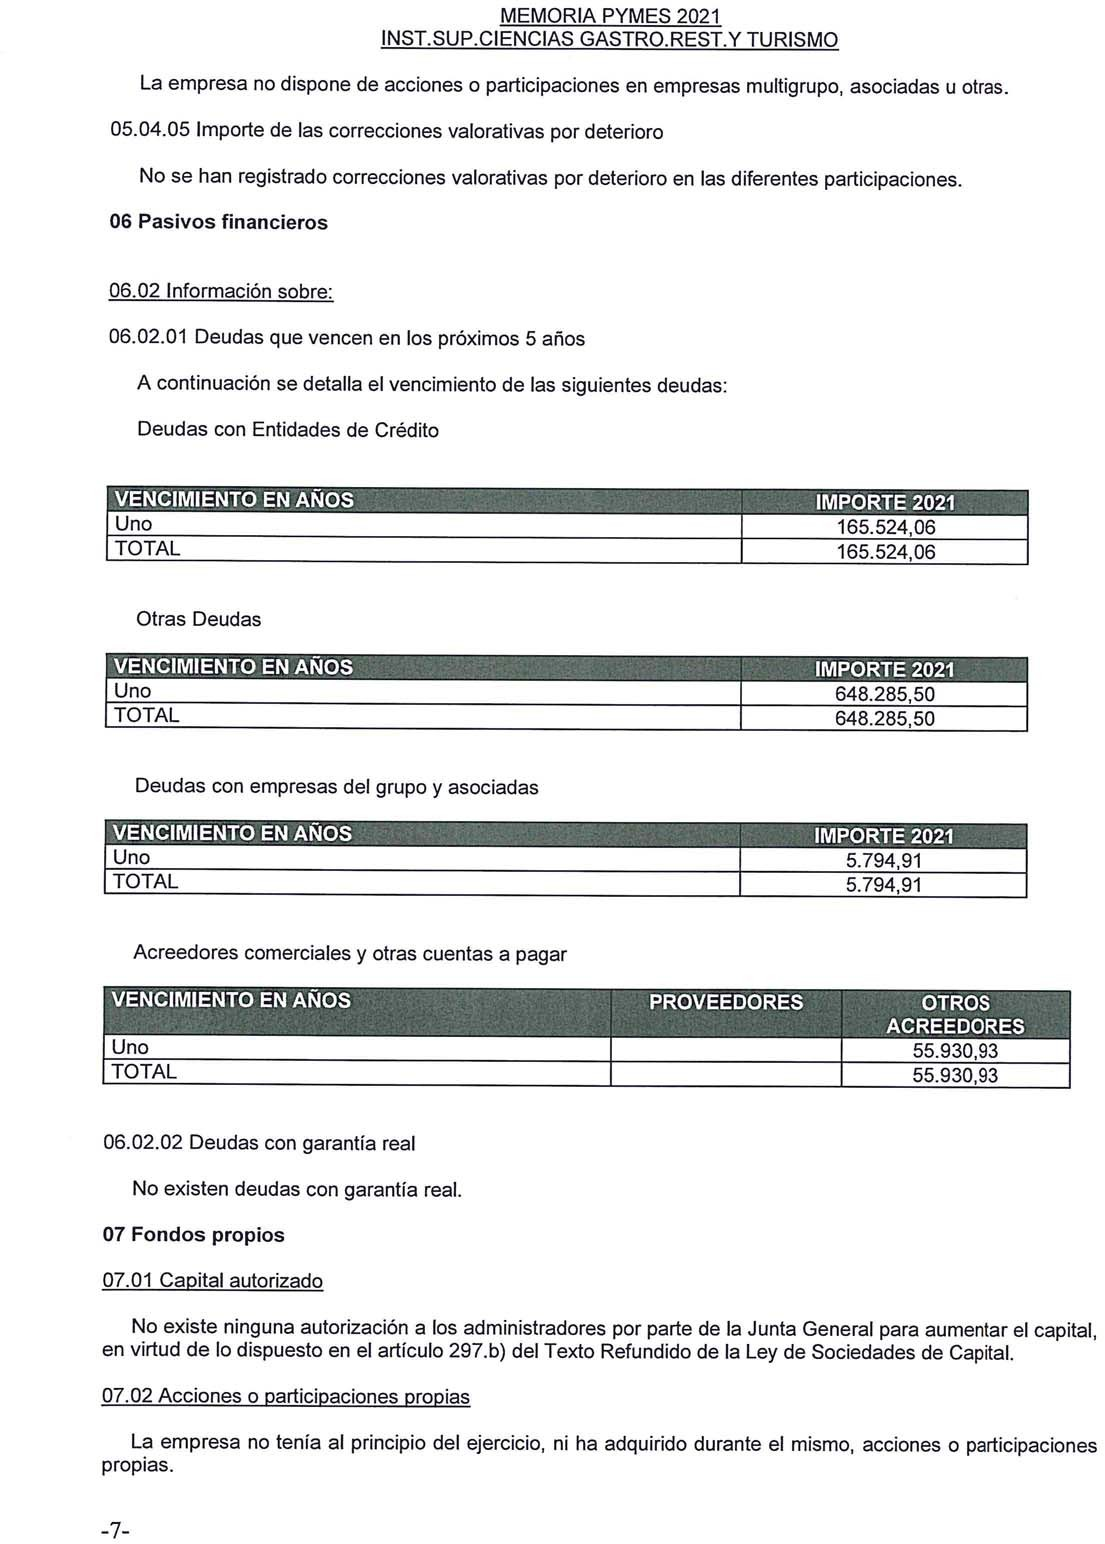 MEMORIA PYMES 2021
INST.SUP.CIENCIAS GASTRO.REST.Y TURISMO
La empresa no dispone de acciones o participaciones en empresas multigrupo, asociadas u otras.
05.04.05 Importe de las correcciones valorativas por deterioro
No se han registrado correcciones valorativas por deterioro en las diferentes participaciones.
06 Pasivos financieros
06.02 Información sobre:
06.02.01 Deudas que vencen en los próximos 5 años
A continuación se detalla el vencimiento de las siguientes deudas:
Deudas con Entidades de Crédito
VENCIMIENTO EN AÑOS IMPORTE 2021
Uno 165.524,06
TOTAL 165.524,06
Otras Deudas
VENCIMIENTO EN AÑOS IMPORTE 2021
Uno 648.285,50
TOTAL 648.285,50
Deudas con empresas del grupo y asociadas
VENCIMIENTO EN AÑOS IMPORTE 2021
Uno 5.794,91
TOTAL 5.794,91
Acreedores comerciales y otras cuentas a pagar
VENCIMIENTO EN AÑOS PROVEEDORES OTROS
ACREEDORES
Uno 55.930,93
TOTAL 55.930,93
06.02.02 Deudas con garantía real
No existen deudas con garantía real.
07 Fondos propios
07.01 Capital autorizado
No existe ninguna autorización a los administradores por parte de la Junta General para aumentar el capital,
en virtud de lo dispuesto en el artículo 297.b) del Texto Refundido de la Ley de Sociedades de Capital.
07.02 Acciones o participaciones propias
La empresa no tenía al principio del ejercicio, ni ha adquirido durante el mismo, acciones o participaciones
propias.
-7-